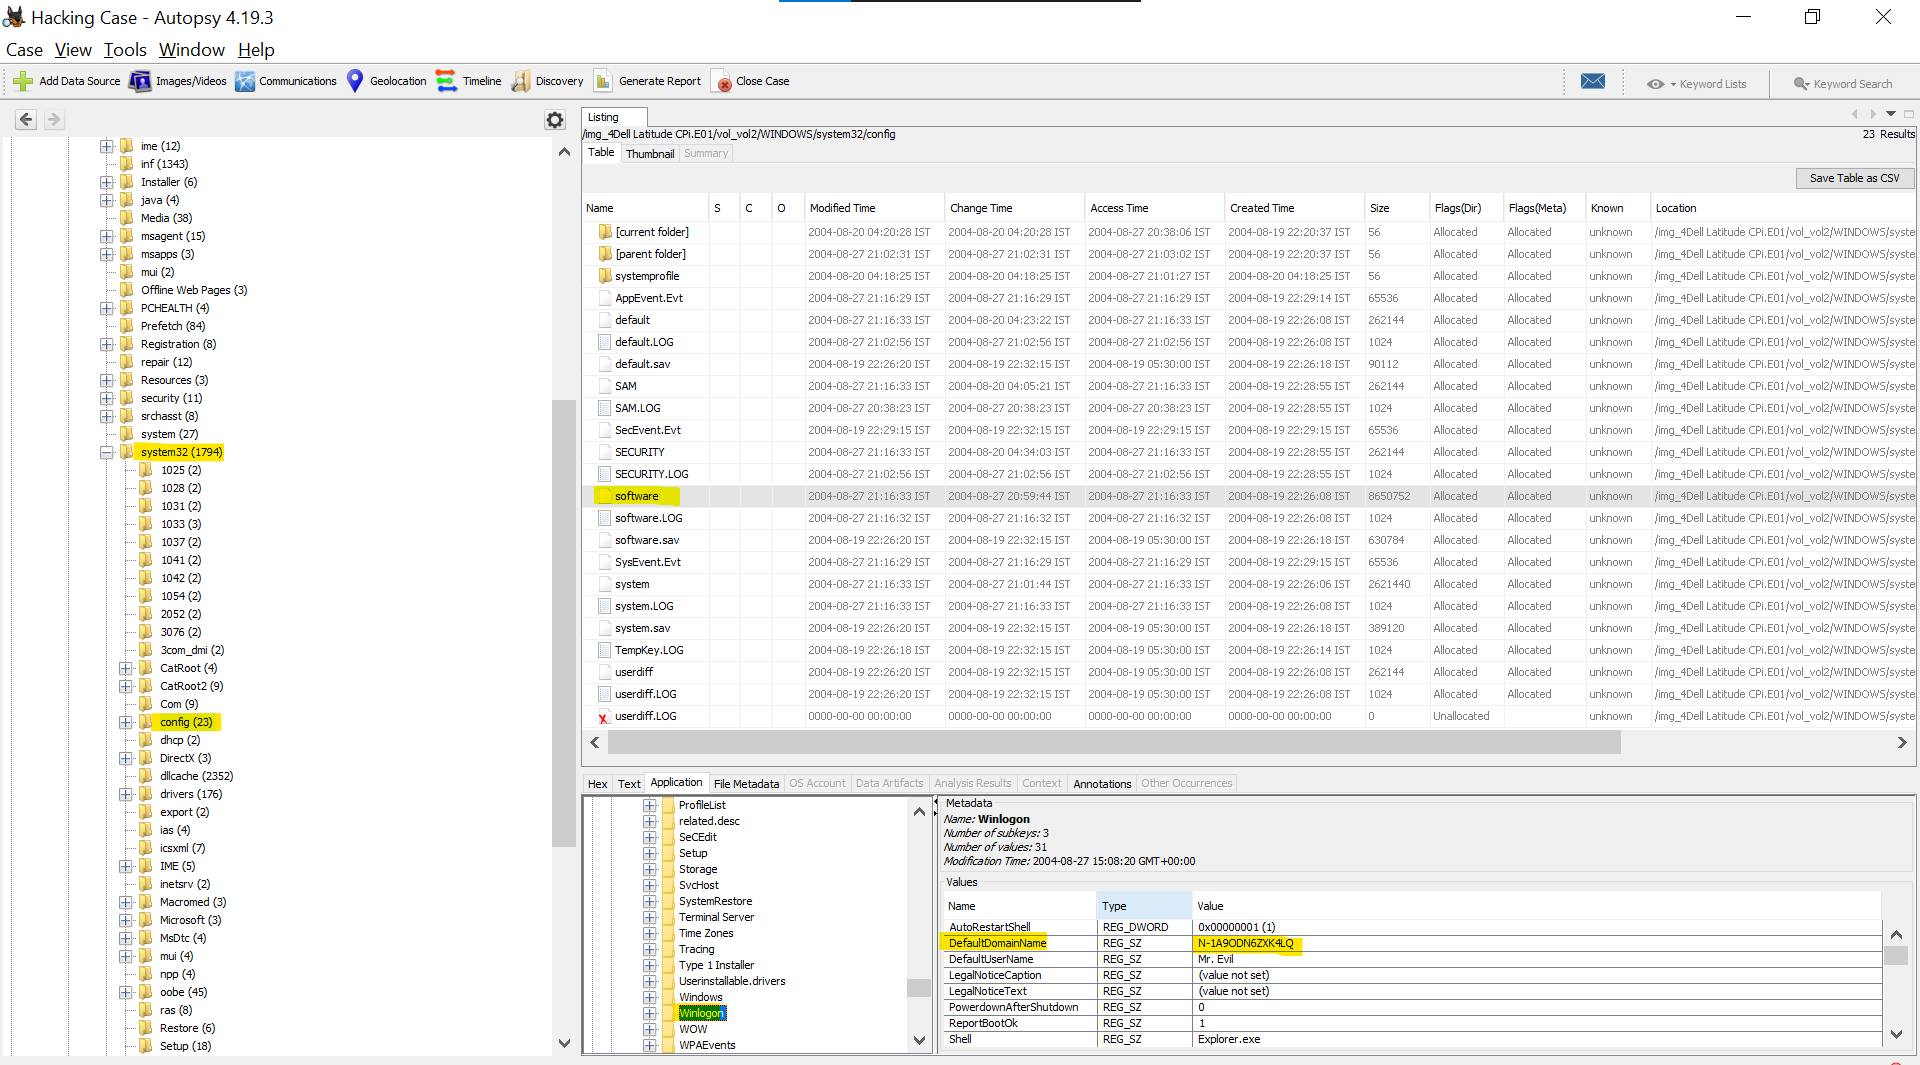 Hacking Case - Autopsy 4.19.3
Case View Tools Window Help
Add Data Source Images/Videos Communications Geolocation Timeline Discovery Generate Report Close Case Keyword Lists Keyword Search
ime (12)
inf (1343)
Installer (6)
java (4)
Media (38)
msagent (15)
msapps (3)
mui (2)
Offline Web Pages (3)
PCHEALTH (4)
Prefetch (84)
Registration (8)
repair (12)
Resources (3)
security (11)
srchasst (8)
system (27)
system32 (1794)
1025 (2)
1028 (2)
1031 (2)
1033 (3)
1037 (2)
1041 (2)
1042 (2)
1054 (2)
2052 (2)
3076 (2)
3com_dmi (2)
CatRoot (4)
CatRoot2 (9)
Com (9)
config (23)
dhcp (2)
DirectX (3)
dllcache (2352)
drivers (176)
export (2)
ias (4)
icsxml (7)
IME (5)
inetsrv (2)
Macromed (3)
Microsoft (3)
MsDtc (4)
mui (4)
npp (4)
oobe (45)
ras (8)
Restore (6)
Setup (18)
Listing
/img_4Dell Latitude CPi.E01/vol_vol2/WINDOWS/system32/config 23 Results
Table Thumbnail Summary
Save Table as CSV
Name S C O Modified Time Change Time Access Time Created Time Size Flags(Dir) Flags(Meta) Known Location
[current folder] 2004-08-20 04:20:28 IST 2004-08-20 04:20:28 IST 2004-08-27 20:38:06 IST 2004-08-19 22:20:37 IST 56 Allocated Allocated unknown /img_4Dell Latitude CPi.E01/vol_vol2/WINDOWS/syste
[parent folder] 2004-08-27 21:02:31 IST 2004-08-27 21:02:31 IST 2004-08-27 21:03:02 IST 2004-08-19 22:20:37 IST 56 Allocated Allocated unknown /img_4Dell Latitude CPi.E01/vol_vol2/WINDOWS/syste
systemprofile 2004-08-20 04:18:25 IST 2004-08-20 04:18:25 IST 2004-08-27 21:01:27 IST 2004-08-20 04:18:25 IST 56 Allocated Allocated unknown /img_4Dell Latitude CPi.E01/vol_vol2/WINDOWS/syste
AppEvent.Evt 2004-08-27 21:16:29 IST 2004-08-27 21:16:29 IST 2004-08-27 21:16:29 IST 2004-08-19 22:29:14 IST 65536 Allocated Allocated unknown /img_4Dell Latitude CPi.E01/vol_vol2/WINDOWS/syste
default 2004-08-27 21:16:33 IST 2004-08-20 04:23:22 IST 2004-08-27 21:16:33 IST 2004-08-19 22:26:08 IST 262144 Allocated Allocated unknown /img_4Dell Latitude CPi.E01/vol_vol2/WINDOWS/syste
default.LOG 2004-08-27 21:02:56 IST 2004-08-27 21:02:56 IST 2004-08-27 21:02:56 IST 2004-08-19 22:26:08 IST 1024 Allocated Allocated unknown /img_4Dell Latitude CPi.E01/vol_vol2/WINDOWS/syste
default.sav 2004-08-19 22:26:20 IST 2004-08-19 22:32:15 IST 2004-08-19 05:30:00 IST 2004-08-19 22:26:18 IST 90112 Allocated Allocated unknown /img_4Dell Latitude CPi.E01/vol_vol2/WINDOWS/syste
SAM 2004-08-27 21:16:33 IST 2004-08-20 04:05:21 IST 2004-08-27 21:16:33 IST 2004-08-19 22:28:55 IST 262144 Allocated Allocated unknown /img_4Dell Latitude CPi.E01/vol_vol2/WINDOWS/syste
SAM.LOG 2004-08-27 20:38:23 IST 2004-08-27 20:38:23 IST 2004-08-27 20:38:23 IST 2004-08-19 22:28:55 IST 1024 Allocated Allocated unknown /img_4Dell Latitude CPi.E01/vol_vol2/WINDOWS/syste
SecEvent.Evt 2004-08-19 22:29:15 IST 2004-08-19 22:32:15 IST 2004-08-19 22:29:15 IST 2004-08-19 22:29:15 IST 65536 Allocated Allocated unknown /img_4Dell Latitude CPi.E01/vol_vol2/WINDOWS/syste
SECURITY 2004-08-27 21:16:33 IST 2004-08-20 04:34:03 IST 2004-08-27 21:16:33 IST 2004-08-19 22:28:55 IST 262144 Allocated Allocated unknown /img_4Dell Latitude CPi.E01/vol_vol2/WINDOWS/syste
SECURITY.LOG 2004-08-27 21:02:56 IST 2004-08-27 21:02:56 IST 2004-08-27 21:02:56 IST 2004-08-19 22:28:55 IST 1024 Allocated Allocated unknown /img_4Dell Latitude CPi.E01/vol_vol2/WINDOWS/syste
software 2004-08-27 21:16:33 IST 2004-08-27 20:59:44 IST 2004-08-27 21:16:33 IST 2004-08-19 22:26:08 IST 8650752 Allocated Allocated unknown /img_4Dell Latitude CPi.E01/vol_vol2/WINDOWS/syste
software.LOG 2004-08-27 21:16:32 IST 2004-08-27 21:16:32 IST 2004-08-27 21:16:32 IST 2004-08-19 22:26:08 IST 1024 Allocated Allocated unknown /img_4Dell Latitude CPi.E01/vol_vol2/WINDOWS/syste
software.sav 2004-08-19 22:26:20 IST 2004-08-19 22:32:15 IST 2004-08-19 05:30:00 IST 2004-08-19 22:26:18 IST 630784 Allocated Allocated unknown /img_4Dell Latitude CPi.E01/vol_vol2/WINDOWS/syste
SysEvent.Evt 2004-08-27 21:16:29 IST 2004-08-27 21:16:29 IST 2004-08-27 21:16:29 IST 2004-08-19 22:29:15 IST 65536 Allocated Allocated unknown /img_4Dell Latitude CPi.E01/vol_vol2/WINDOWS/syste
system 2004-08-27 21:16:33 IST 2004-08-27 21:01:44 IST 2004-08-27 21:16:33 IST 2004-08-19 22:26:06 IST 2621440 Allocated Allocated unknown /img_4Dell Latitude CPi.E01/vol_vol2/WINDOWS/syste
system.LOG 2004-08-27 21:16:33 IST 2004-08-27 21:16:33 IST 2004-08-27 21:16:33 IST 2004-08-19 22:26:08 IST 1024 Allocated Allocated unknown /img_4Dell Latitude CPi.E01/vol_vol2/WINDOWS/syste
system.sav 2004-08-19 22:26:20 IST 2004-08-19 22:32:15 IST 2004-08-19 05:30:00 IST 2004-08-19 22:26:18 IST 389120 Allocated Allocated unknown /img_4Dell Latitude CPi.E01/vol_vol2/WINDOWS/syste
TempKey.LOG 2004-08-19 22:26:18 IST 2004-08-19 22:32:15 IST 2004-08-19 05:30:00 IST 2004-08-19 22:26:14 IST 1024 Allocated Allocated unknown /img_4Dell Latitude CPi.E01/vol_vol2/WINDOWS/syste
userdiff 2004-08-19 22:26:20 IST 2004-08-19 22:32:15 IST 2004-08-19 05:30:00 IST 2004-08-19 22:26:18 IST 262144 Allocated Allocated unknown /img_4Dell Latitude CPi.E01/vol_vol2/WINDOWS/syste
userdiff.LOG 2004-08-19 22:26:20 IST 2004-08-19 22:32:15 IST 2004-08-19 05:30:00 IST 2004-08-19 22:26:18 IST 1024 Allocated Allocated unknown /img_4Dell Latitude CPi.E01/vol_vol2/WINDOWS/syste
userdiff.LOG 0000-00-00 00:00:00 0000-00-00 00:00:00 0000-00-00 00:00:00 0000-00-00 00:00:00 0 Unallocated unknown /img_4Dell Latitude CPi.E01/vol_vol2/WINDOWS/syste
Hex Text Application File Metadata OS Account Data Artifacts Analysis Results Context Annotations Other Occurrences
ProfileList
related.desc
SeCEdit
Setup
Storage
SvcHost
SystemRestore
Terminal Server
Time Zones
Tracing
Type 1 Installer
Userinstallable.drivers
Windows
Winlogon
WOW
WPAEvents
Metadata
Name: Winlogon
Number of subkeys: 3
Number of values: 31
Modification Time: 2004-08-27 15:08:20 GMT+00:00
Values
Name Type Value
AutoRestartShell REG_DWORD 0x00000001 (1)
DefaultDomainName REG_SZ N-1A9ODN6ZXK4LQ
DefaultUserName REG_SZ Mr. Evil
LegalNoticeCaption REG_SZ (value not set)
LegalNoticeText REG_SZ (value not set)
PowerdownAfterShutdown REG_SZ 0
ReportBootOk REG_SZ 1
Shell REG_SZ Explorer.exe